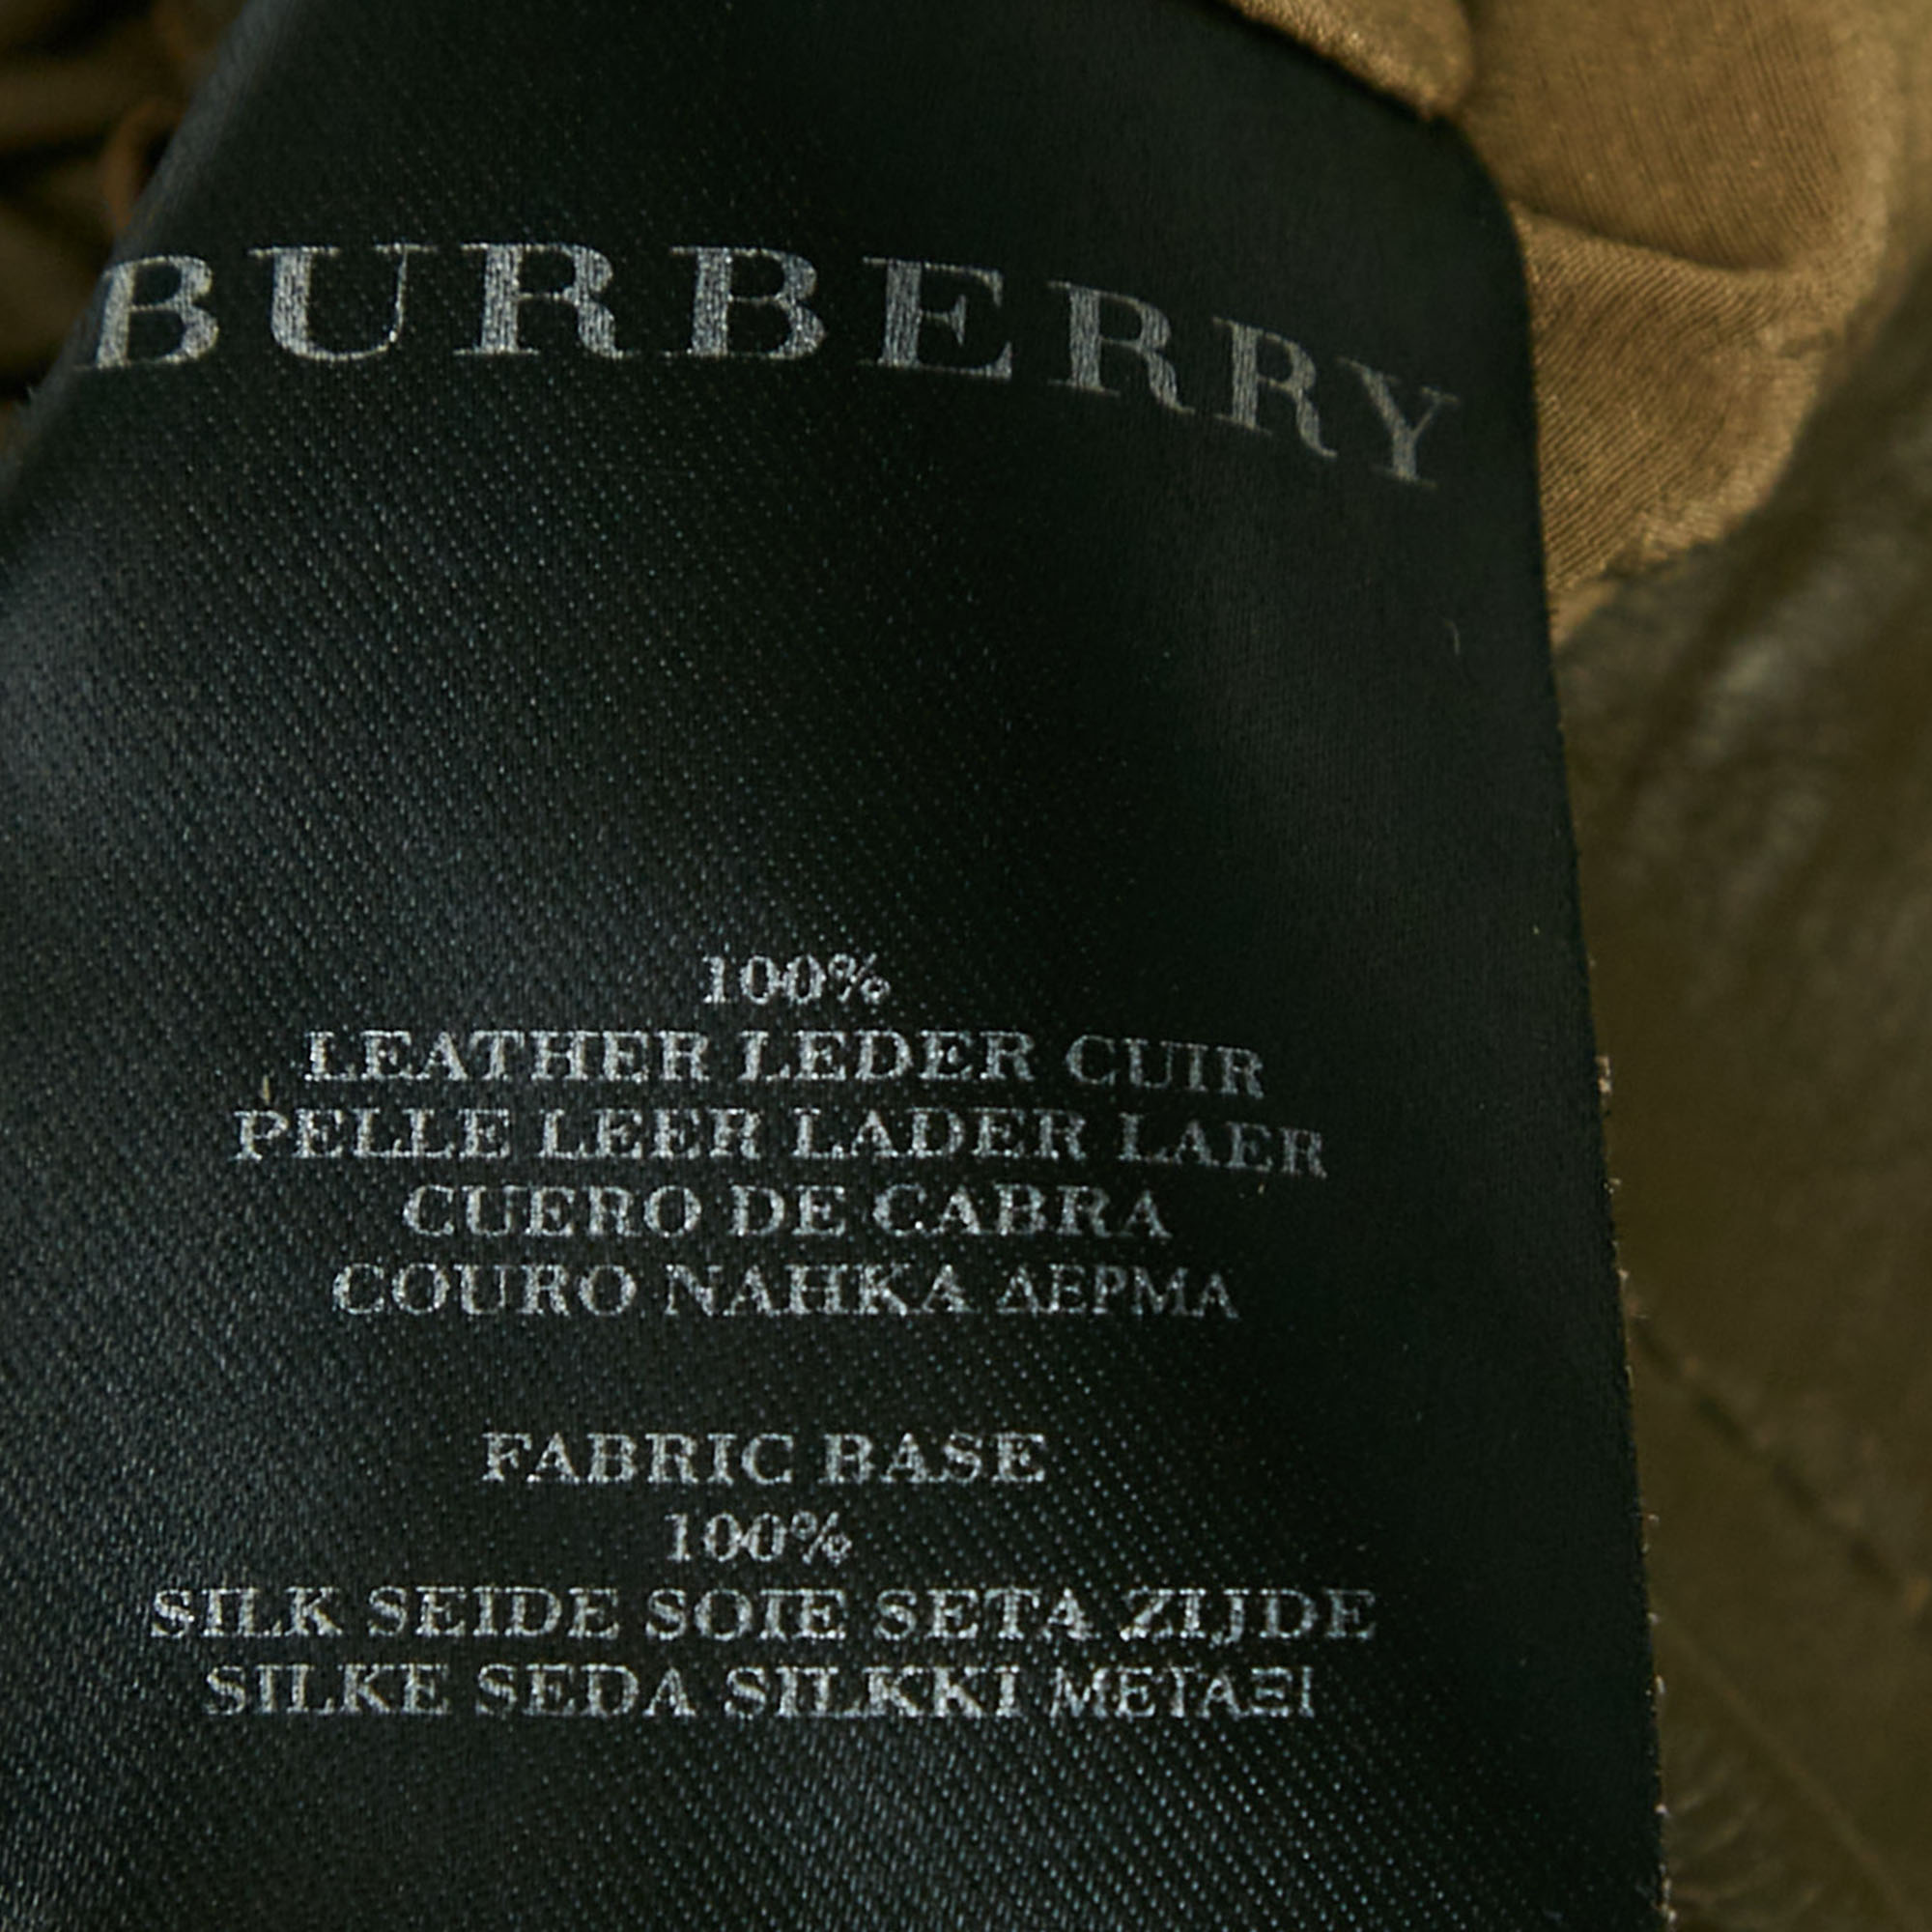 BURBERRY
100%
LEATHER LEDER CUIR
PELLE LEER LADER LAER
CUERO DE CABRA
COURO NAHKA ΔΕΡΜΑ
FABRIC BASE
100%
SILK SEIDE SOIE SETA ZIJDE
SILKE SEDA SILKKI ΜΕΤΑΞΙ